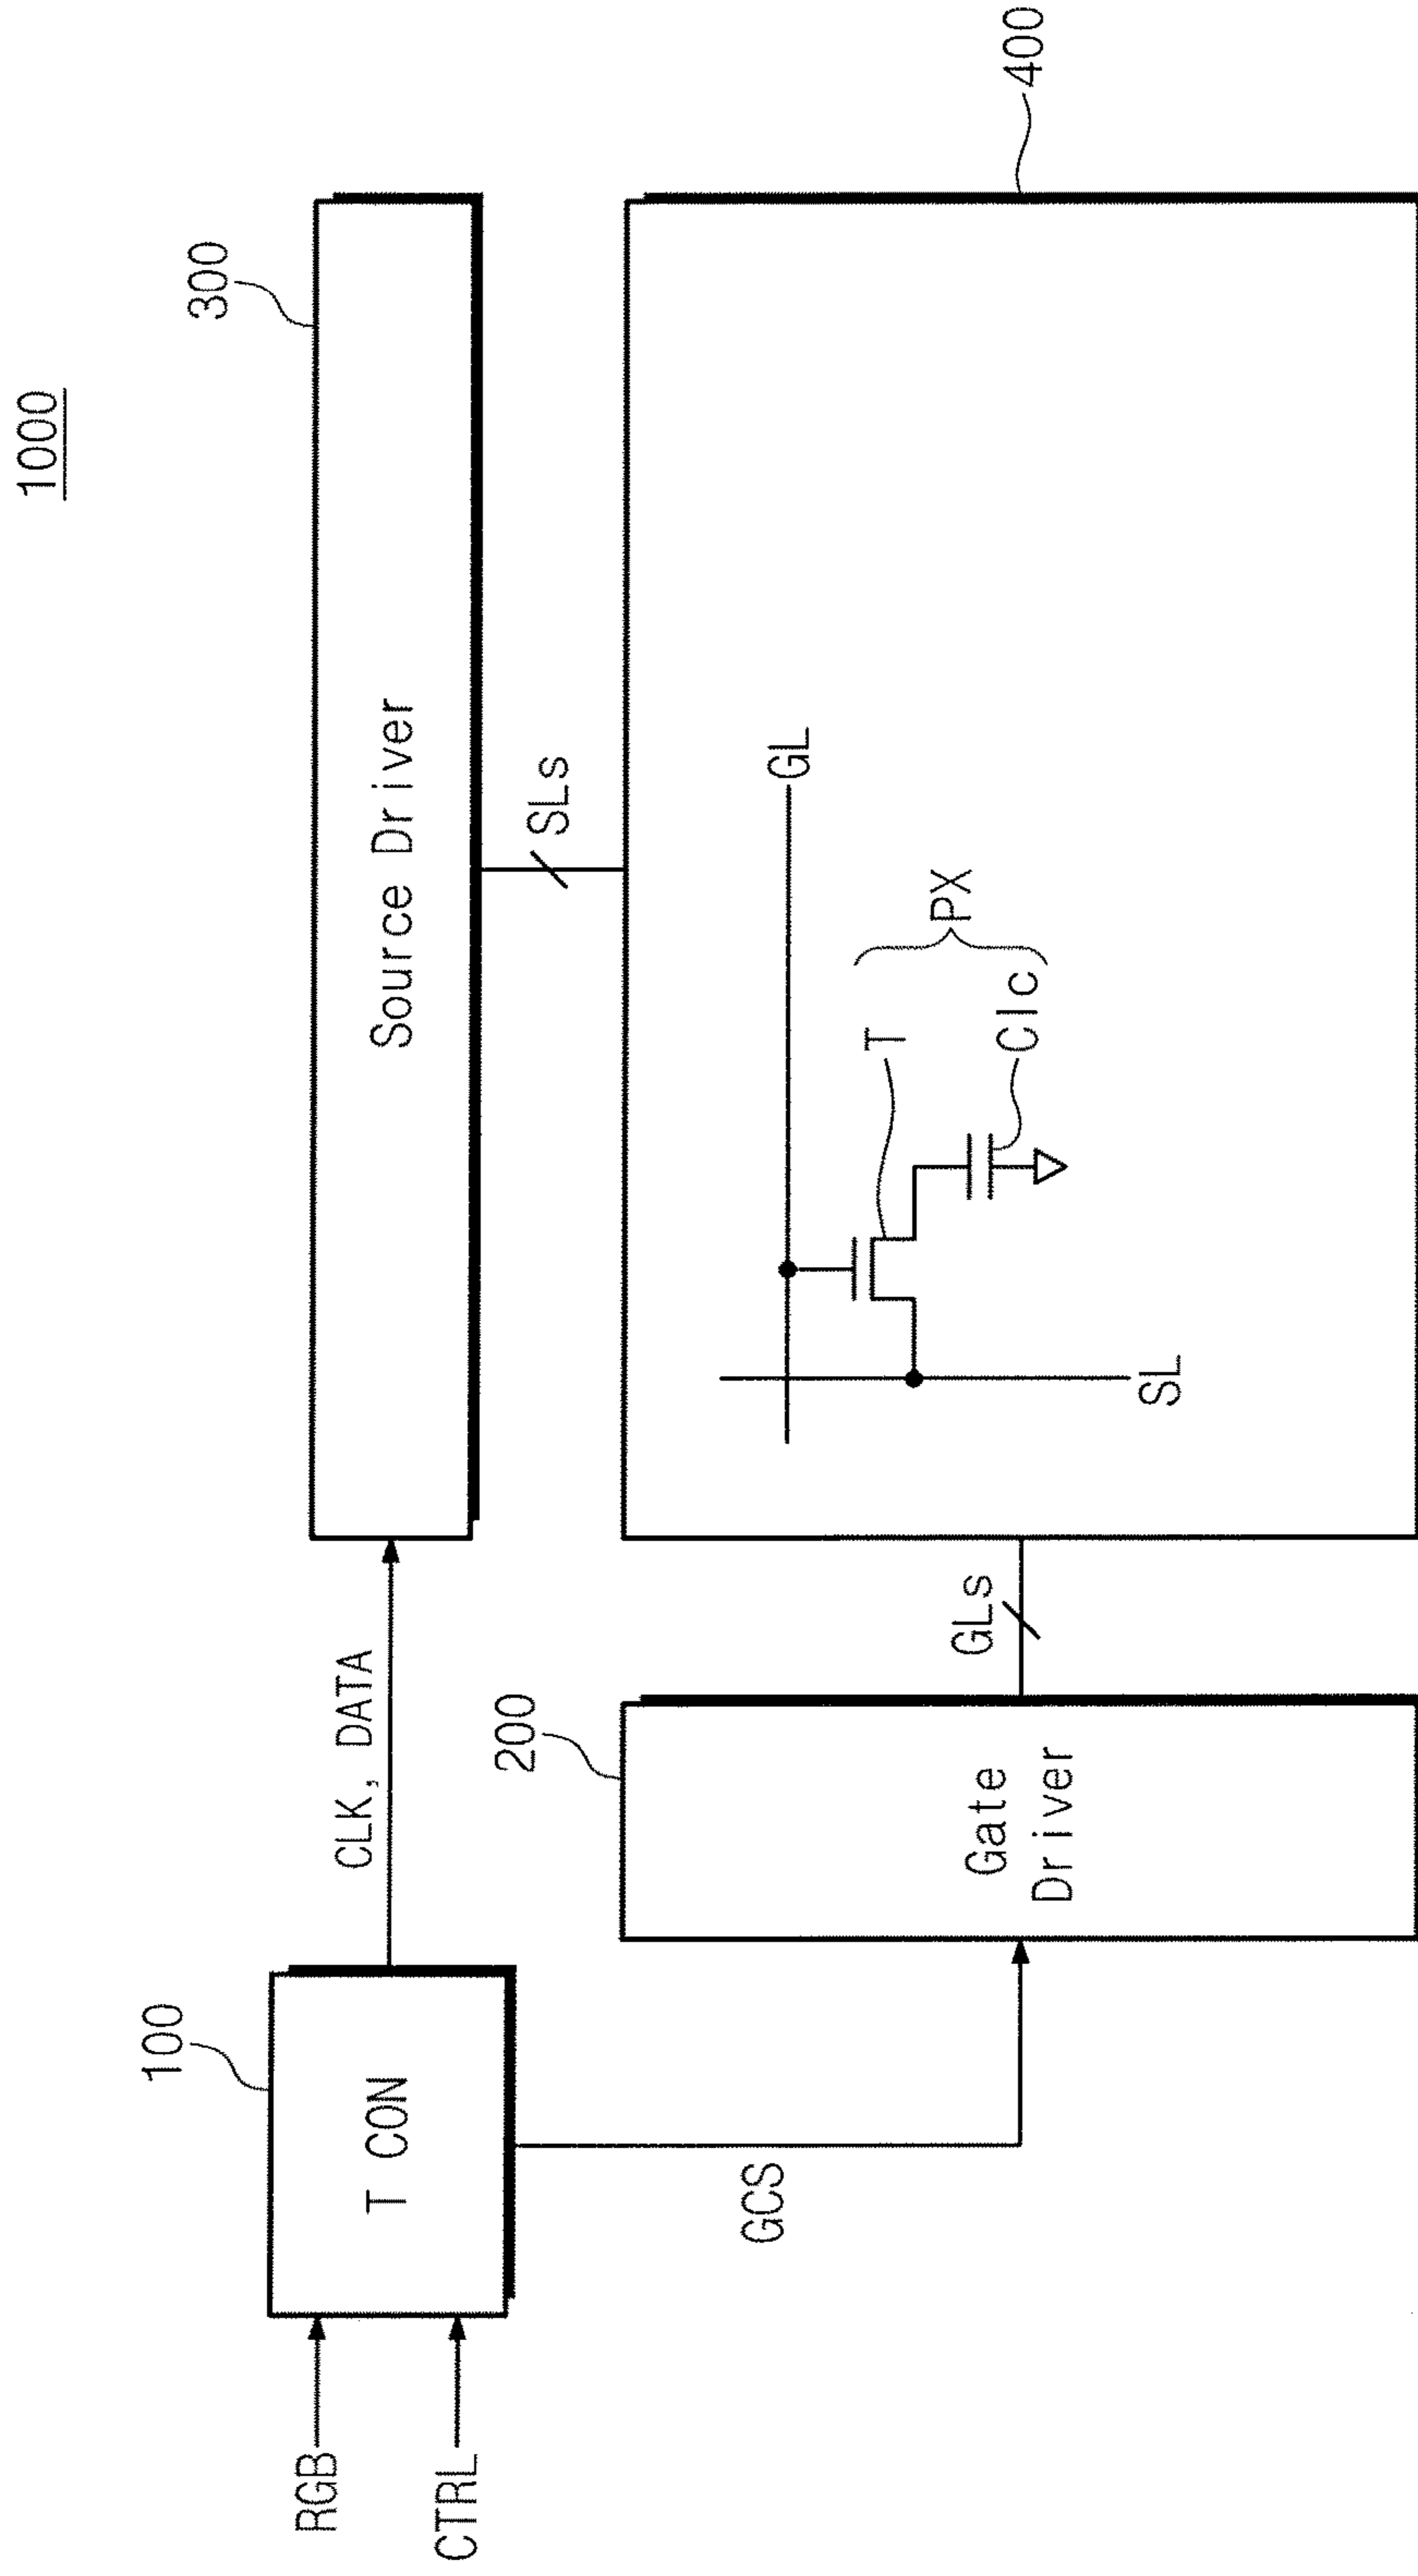 1000
300
Source Driver
100
T CON
RGB
CTRL
CLK, DATA
GCS
SLs
200
Gate
Driver
GLs
GL
T
Clc
PX
SL
400